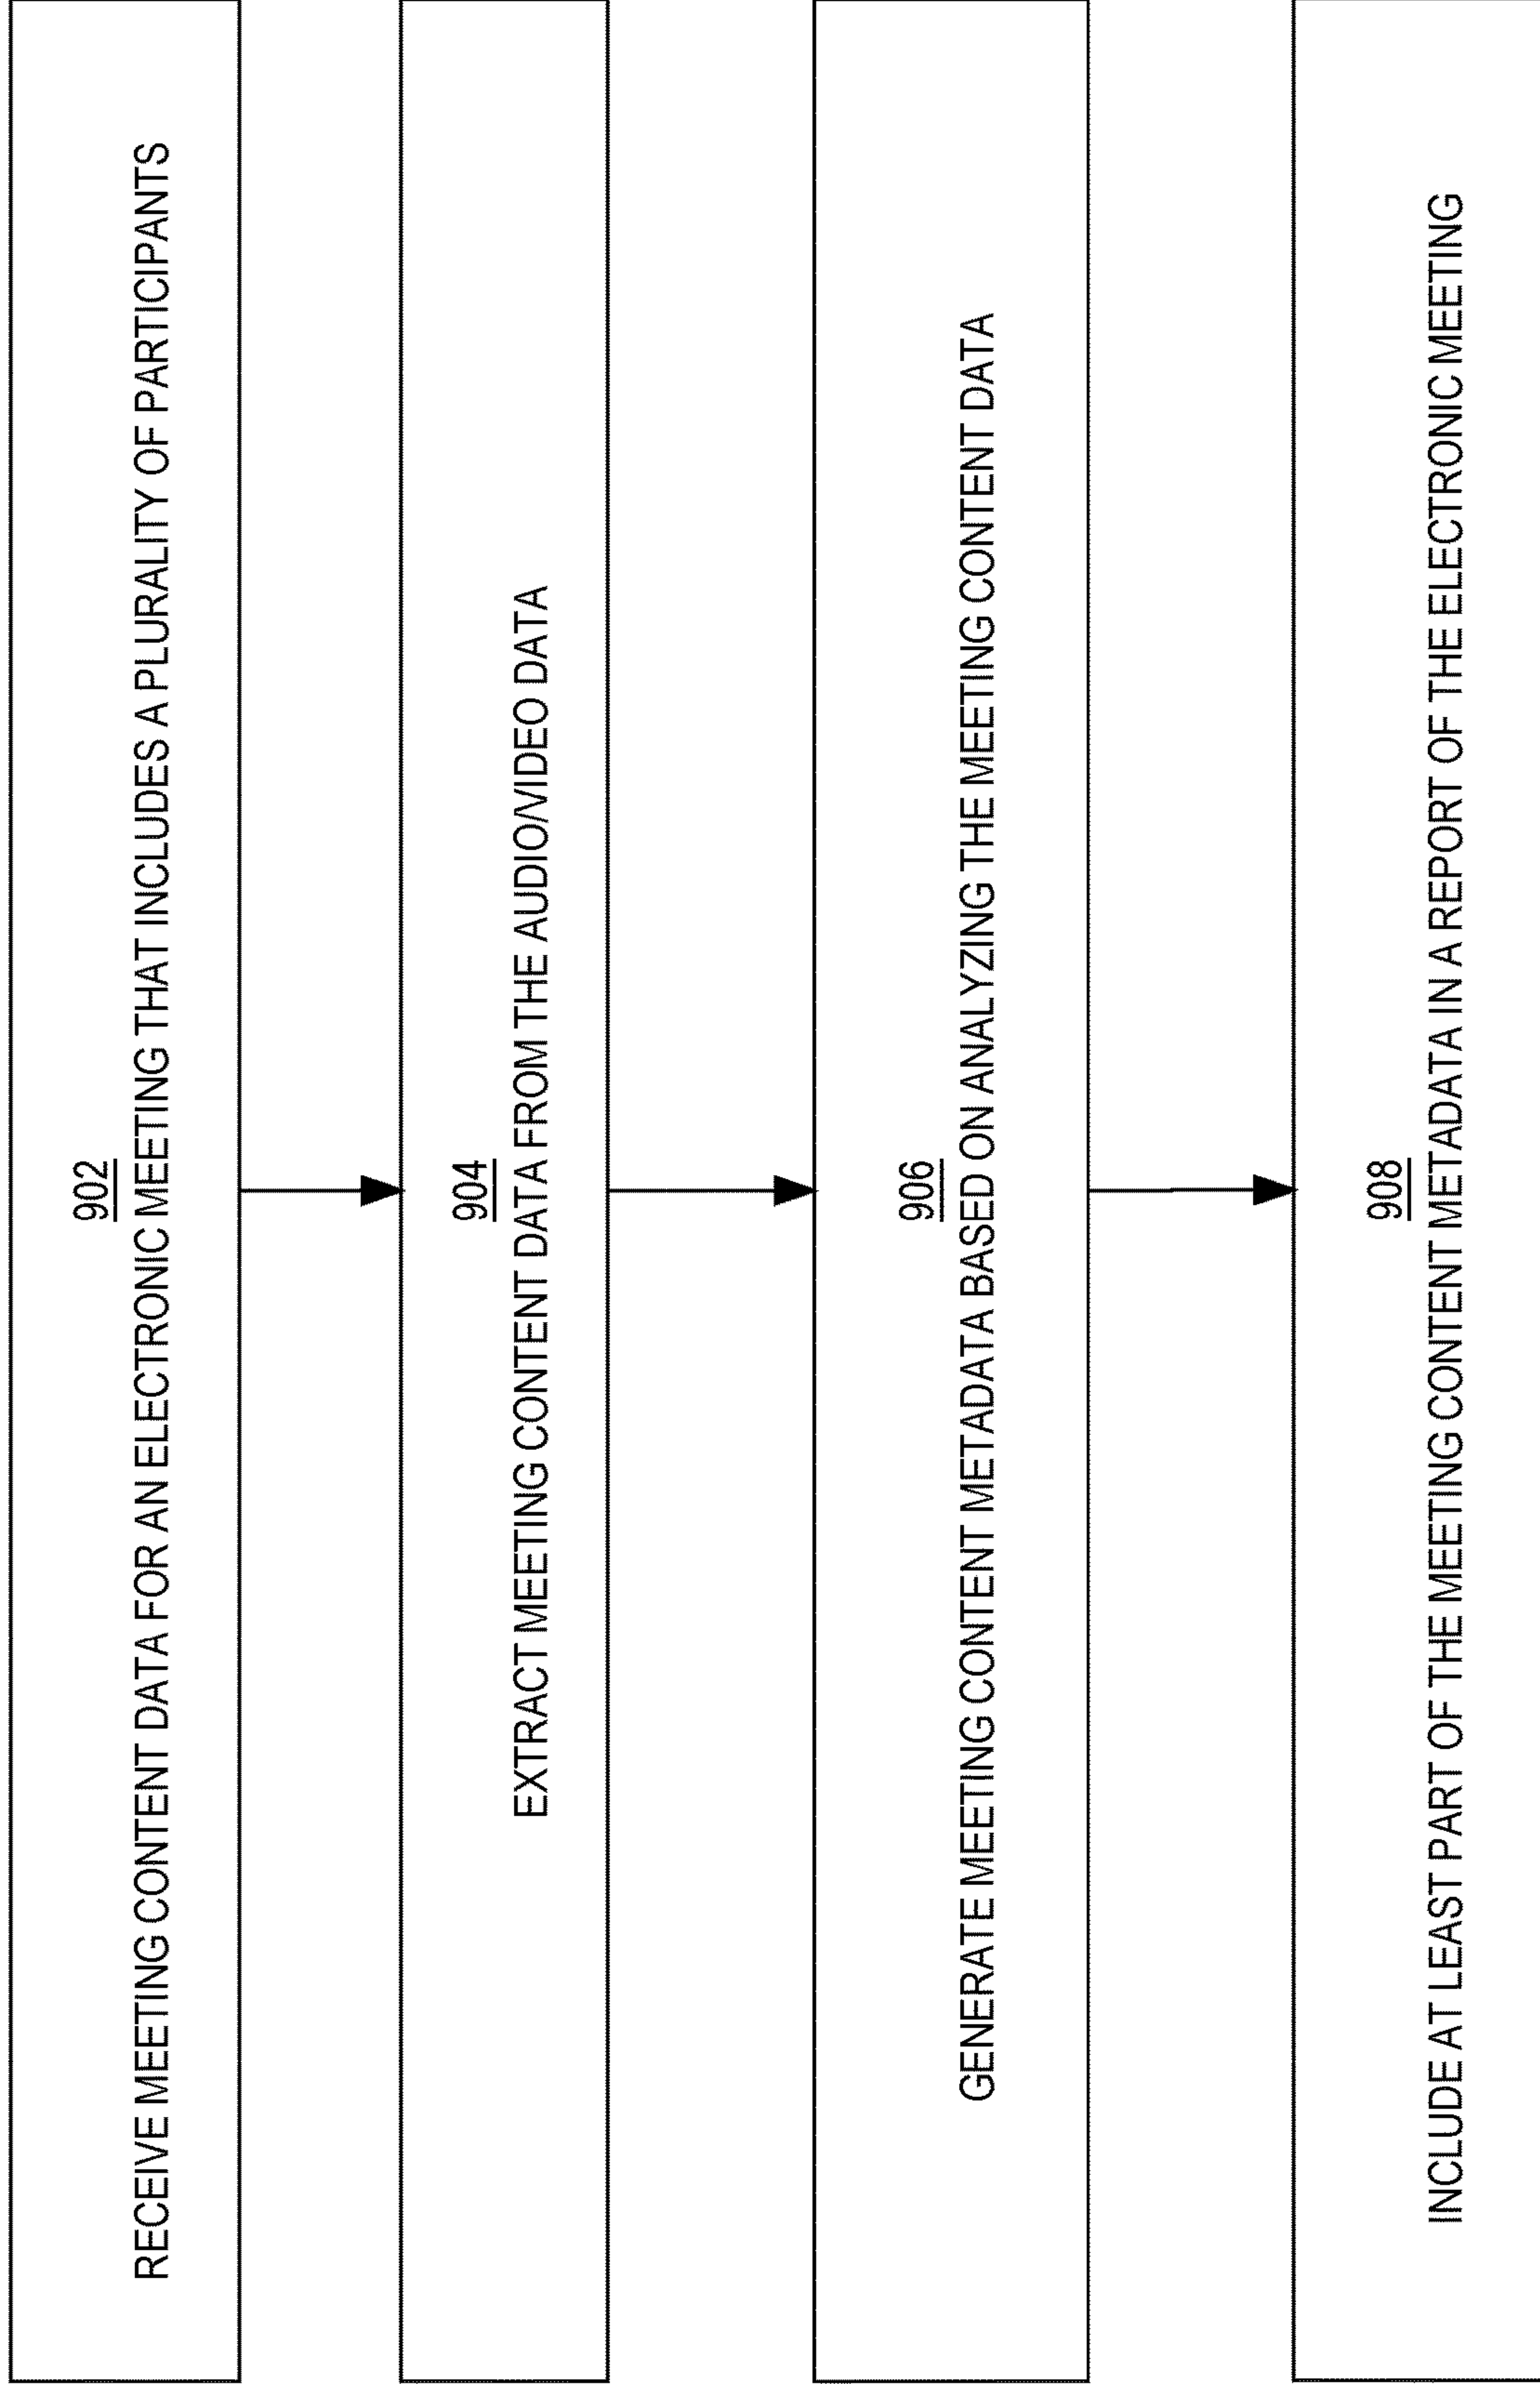 902
RECEIVE MEETING CONTENT DATA FOR AN ELECTRONIC MEETING THAT INCLUDES A PLURALITY OF PARTICIPANTS
904
EXTRACT MEETING CONTENT DATA FROM THE AUDIO/VIDEO DATA
906
GENERATE MEETING CONTENT METADATA BASED ON ANALYZING THE MEETING CONTENT DATA
908
INCLUDE AT LEAST PART OF THE MEETING CONTENT METADATA IN A REPORT OF THE ELECTRONIC MEETING